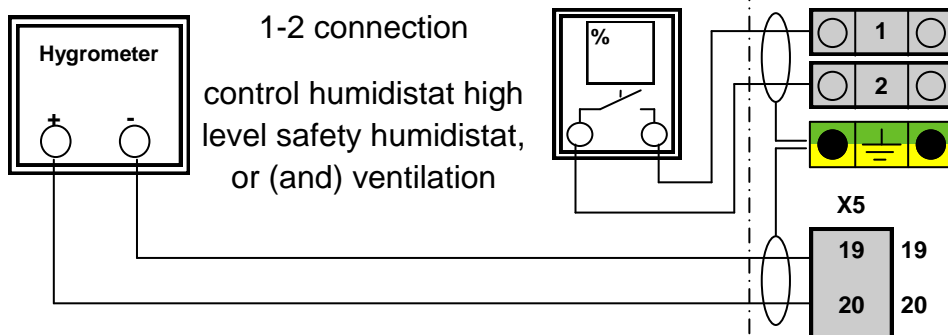 Hygrometer
+ -
1-2 connection
control humidistat high
level safety humidistat,
or (and) ventilation
%
1
2
X5
19 19
20 20